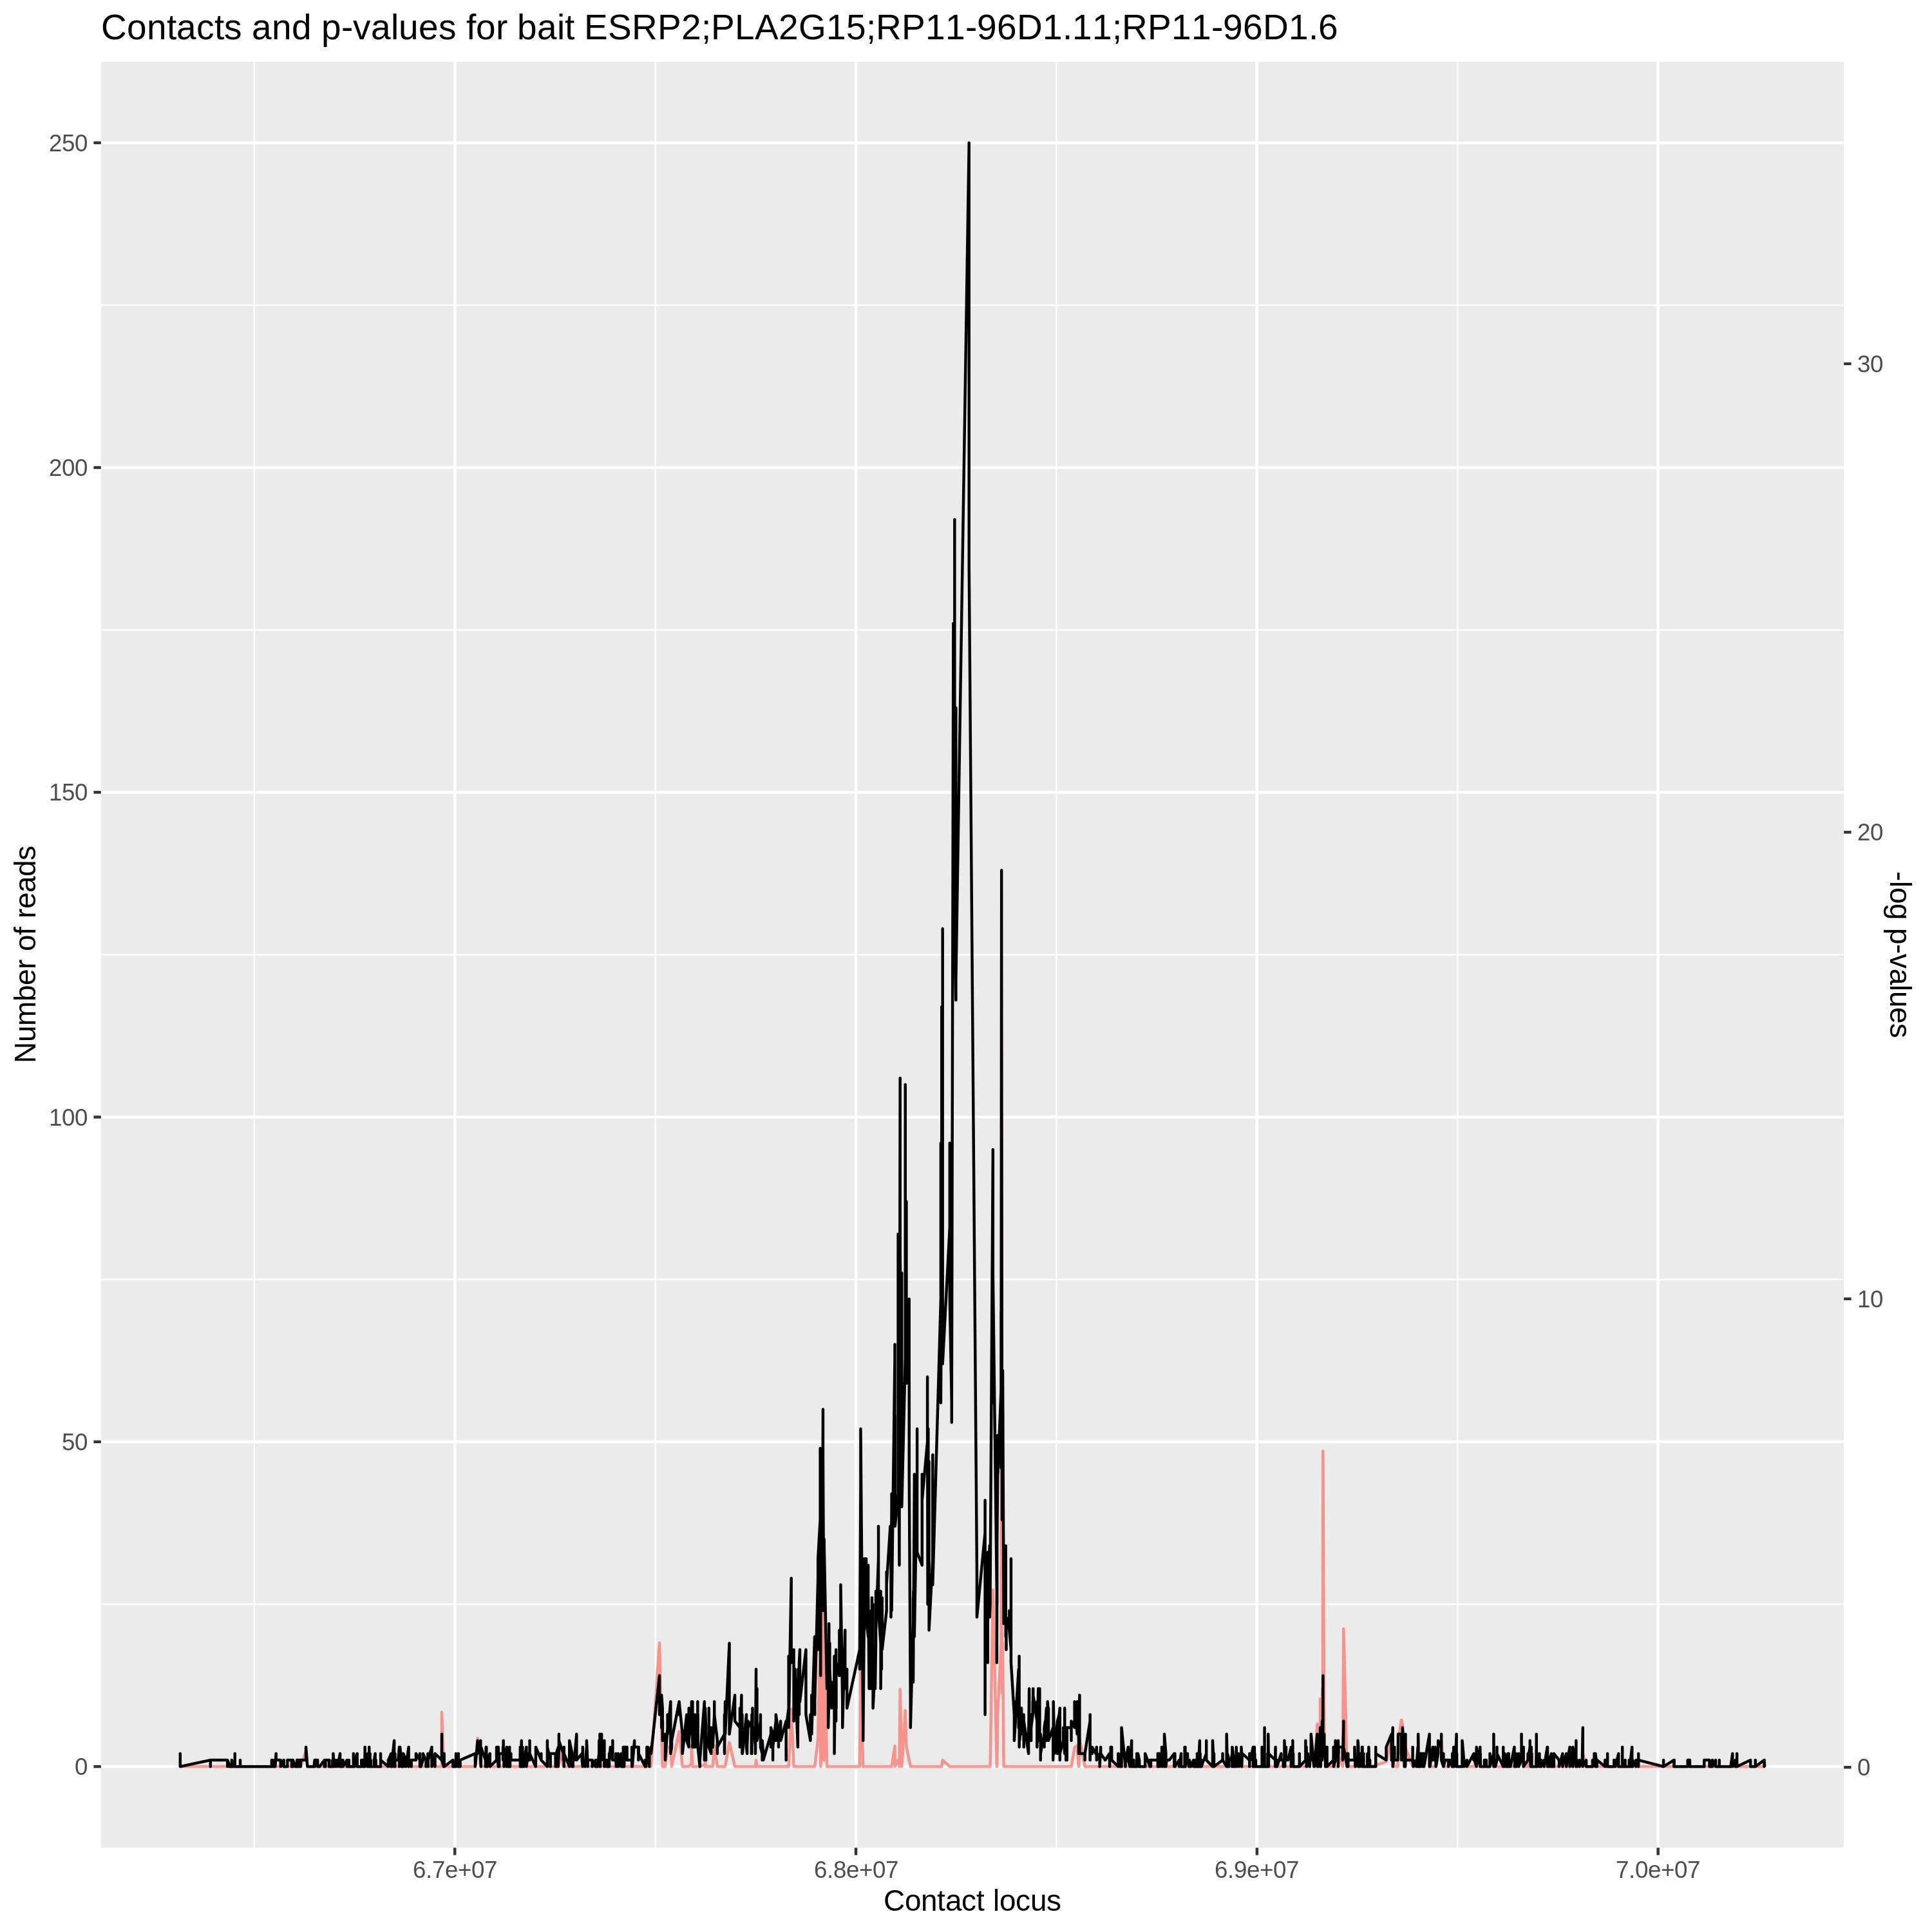 Contacts and p-values for bait ESRP2;PLA2G15;RP11-96D1.11;RP11-96D1.6
250
200
150
100
50
0
Number of reads
30
20
10
0
-log p-values
6.7e+07
6.8e+07
6.9e+07
7.0e+07
Contact locus